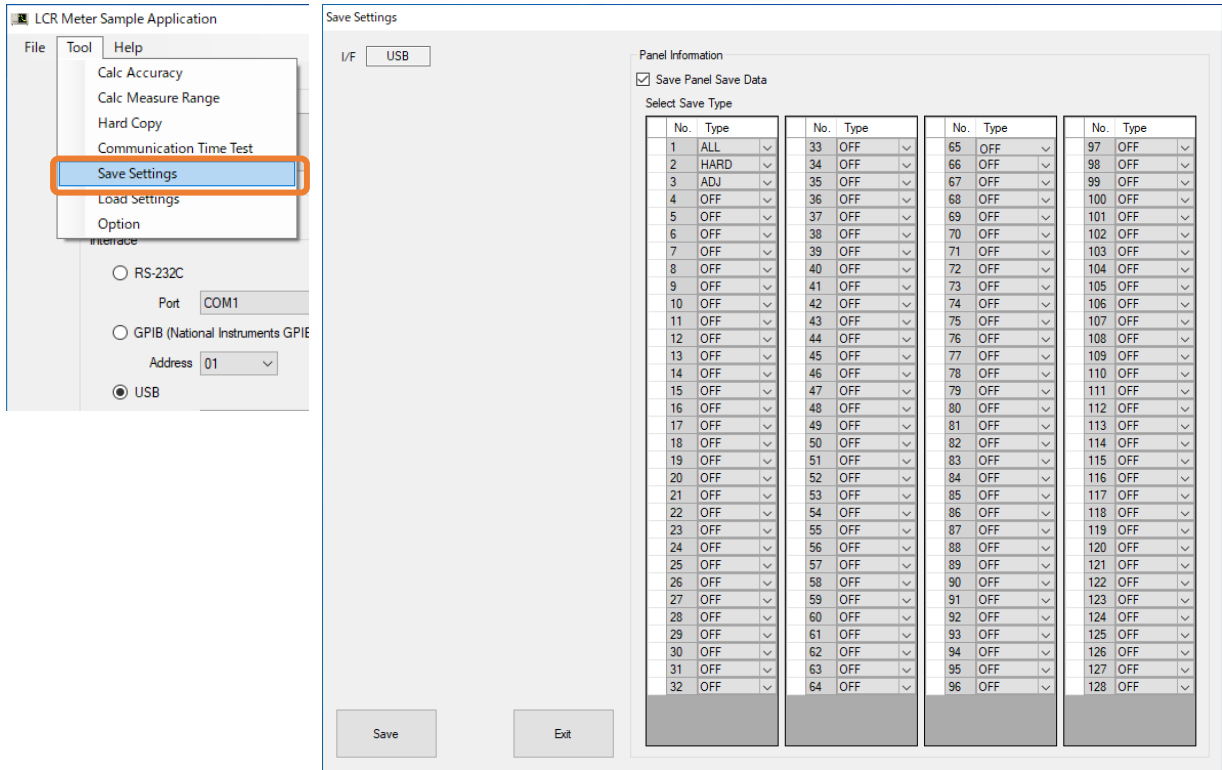 LCR Meter Sample Application
File Tool Help
Calc Accuracy
Calc Measure Range
Hard Copy
Communication Time Test
Save Settings
Load Settings
Option
Interface
RS-232C
Port COM1
GPIB (National Instruments GPIB
Address 01
USB
Save Settings
I/F USB
Panel Information
Save Panel Save Data
Select Save Type
No. Type No. Type No. Type No. Type
1 ALL 33 OFF 65 OFF 97 OFF
2 HARD 34 OFF 66 OFF 98 OFF
3 ADJ 35 OFF 67 OFF 99 OFF
4 OFF 36 OFF 68 OFF 100 OFF
5 OFF 37 OFF 69 OFF 101 OFF
6 OFF 38 OFF 70 OFF 102 OFF
7 OFF 39 OFF 71 OFF 103 OFF
8 OFF 40 OFF 72 OFF 104 OFF
9 OFF 41 OFF 73 OFF 105 OFF
10 OFF 42 OFF 74 OFF 106 OFF
11 OFF 43 OFF 75 OFF 107 OFF
12 OFF 44 OFF 76 OFF 108 OFF
13 OFF 45 OFF 77 OFF 109 OFF
14 OFF 46 OFF 78 OFF 110 OFF
15 OFF 47 OFF 79 OFF 111 OFF
16 OFF 48 OFF 80 OFF 112 OFF
17 OFF 49 OFF 81 OFF 113 OFF
18 OFF 50 OFF 82 OFF 114 OFF
19 OFF 51 OFF 83 OFF 115 OFF
20 OFF 52 OFF 84 OFF 116 OFF
21 OFF 53 OFF 85 OFF 117 OFF
22 OFF 54 OFF 86 OFF 118 OFF
23 OFF 55 OFF 87 OFF 119 OFF
24 OFF 56 OFF 88 OFF 120 OFF
25 OFF 57 OFF 89 OFF 121 OFF
26 OFF 58 OFF 90 OFF 122 OFF
27 OFF 59 OFF 91 OFF 123 OFF
28 OFF 60 OFF 92 OFF 124 OFF
29 OFF 61 OFF 93 OFF 125 OFF
30 OFF 62 OFF 94 OFF 126 OFF
31 OFF 63 OFF 95 OFF 127 OFF
32 OFF 64 OFF 96 OFF 128 OFF
Save Exit